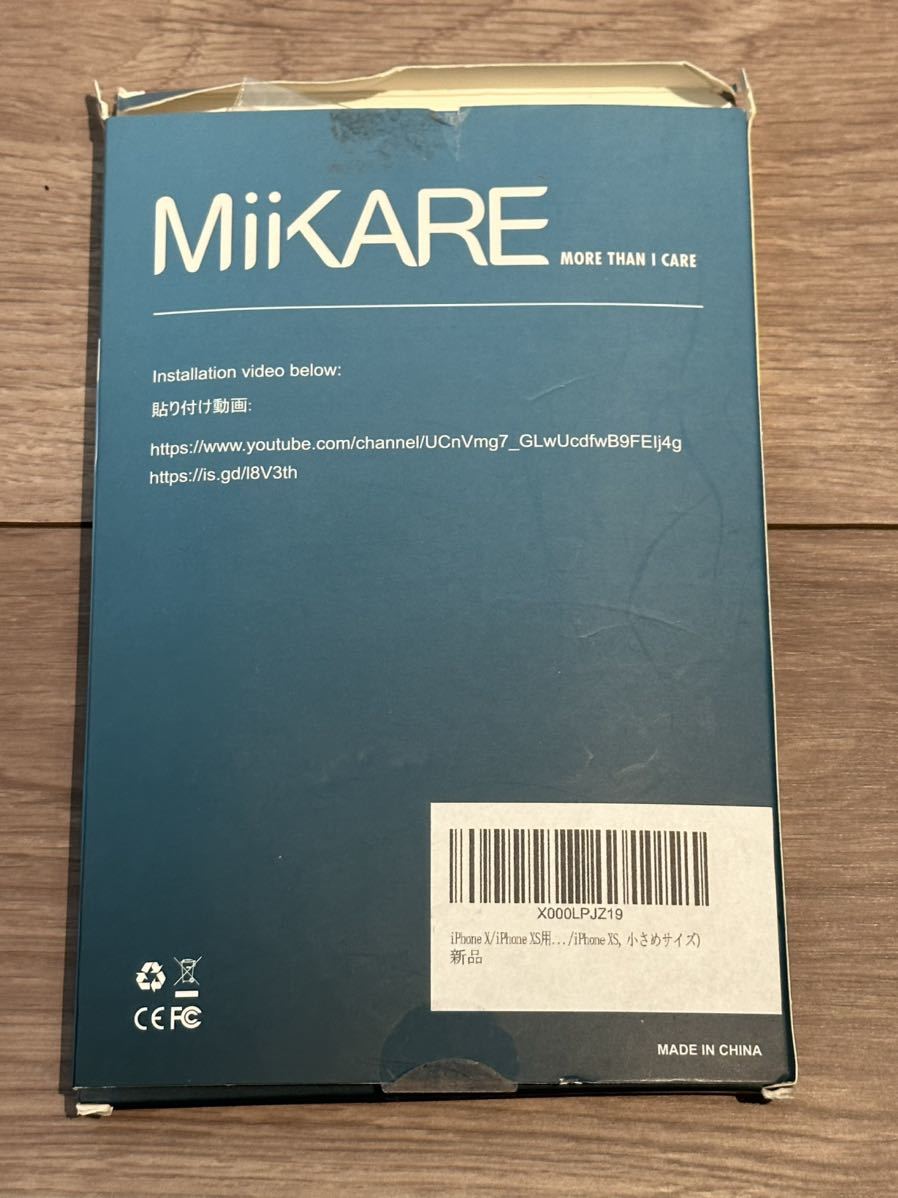 MiiKARE MORE THAN I CARE
Installation video below:
貼り付け動画:
https://www.youtube.com/channel/UCnVmg7_GLwUcdfwB9FEIj4g
https://is.gd/I8V3th
X000LPJZ19
iPhone X/iPhone XS用.../iPhone XS, 小さめサイズ)
新品
CE FC
MADE IN CHINA